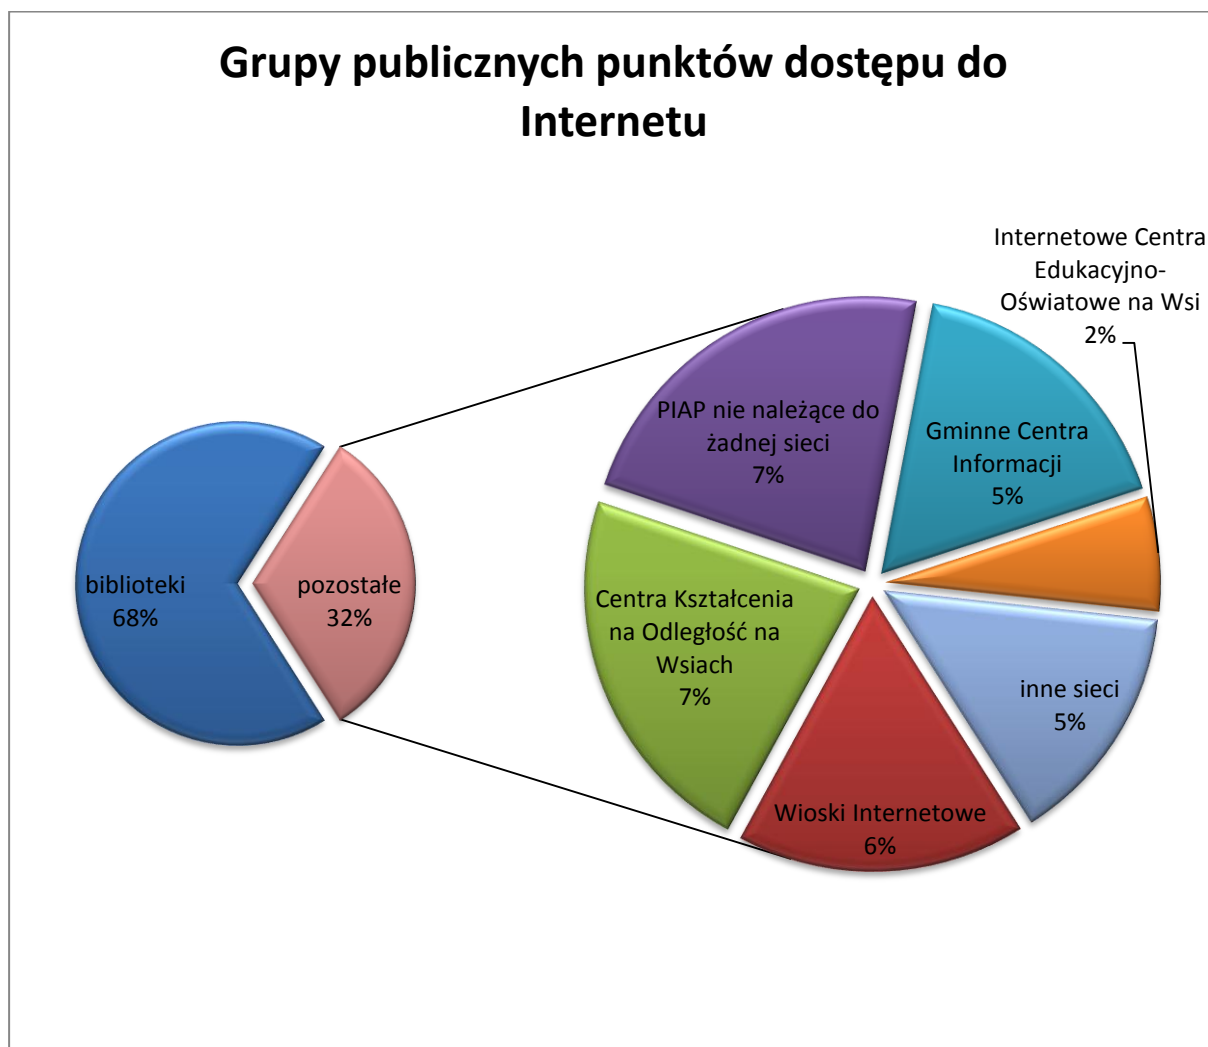 Grupy publicznych punktów dostępu do
Internetu
biblioteki
68%
pozostałe
32%
PIAP nie należące do
żadnej sieci
7%
Gminne Centra
Informacji
5%
Internetowe Centra
Edukacyjno-
Oświatowe na Wsi
2%
Centra Kształcenia
na Odległość na
Wsiach
7%
inne sieci
5%
Wioski Internetowe
6%